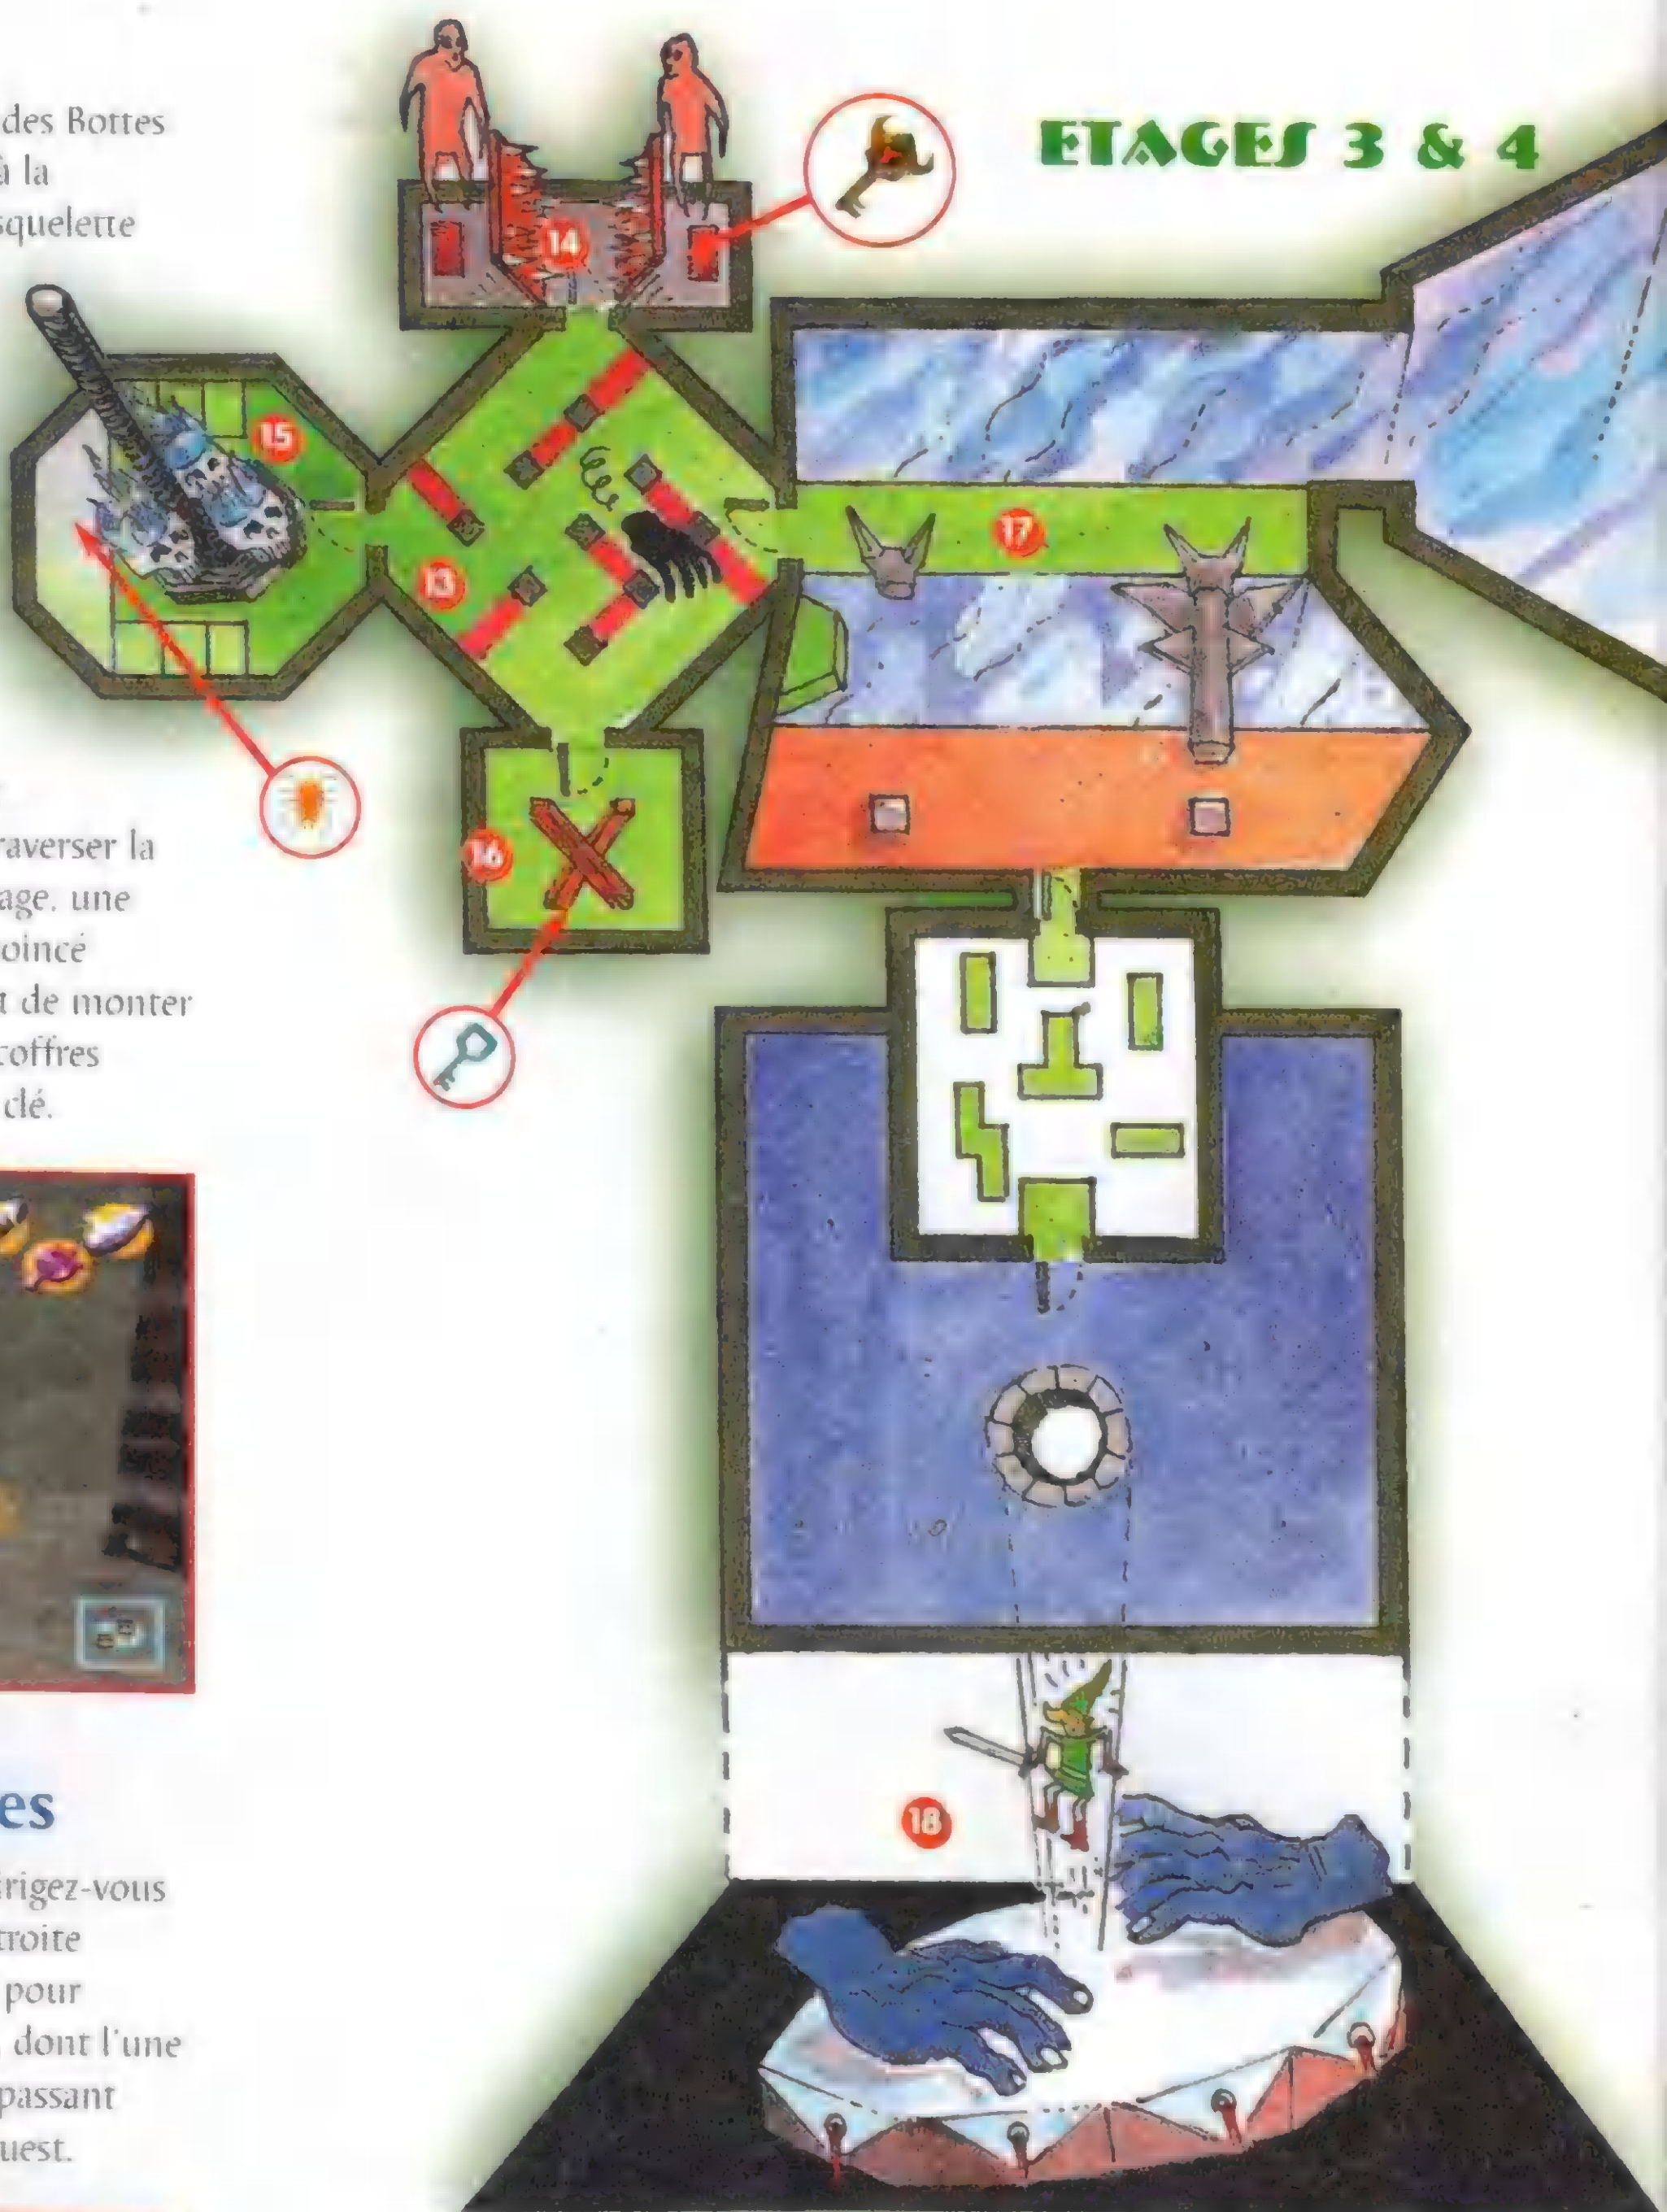 des Bottes
à la
squelette
ETAGES 3 & 4
14
15
13
17
16
raverser la
age, une
oincé
t de monter
coffres
clé.
es
18
irigez-vous
troite
pour
dont l'une
passant
uest.